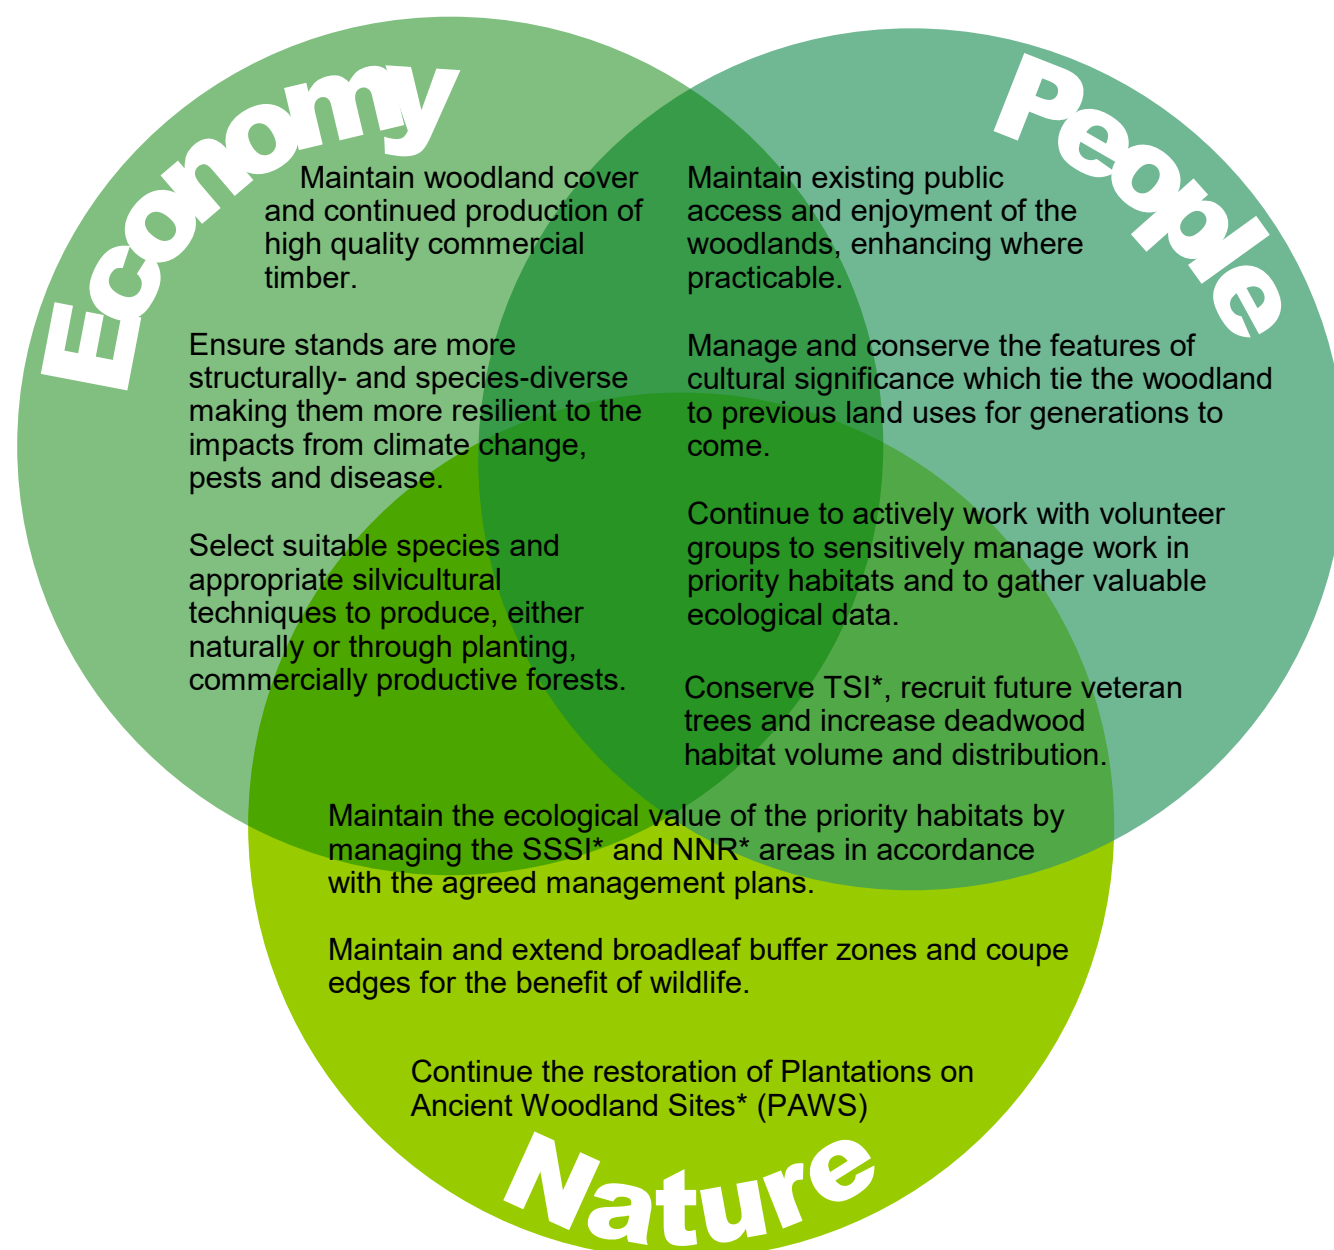 Economy
Maintain woodland cover
and continued production of
high quality commercial
timber.
Ensure stands are more
structurally- and species-diverse
making them more resilient to the
impacts from climate change,
pests and disease.
Select suitable species and
appropriate silvicultural
techniques to produce, either
naturally or through planting,
commercially productive forests.
People
Maintain existing public
access and enjoyment of the
woodlands, enhancing where
practicable.
Manage and conserve the features of
cultural significance which tie the woodland
to previous land uses for generations to
come.
Continue to actively work with volunteer
groups to sensitively manage work in
priority habitats and to gather valuable
ecological data.
Conserve TSI*, recruit future veteran
trees and increase deadwood
habitat volume and distribution.
Maintain the ecological value of the priority habitats by
managing the SSSI* and NNR* areas in accordance
with the agreed management plans.
Maintain and extend broadleaf buffer zones and coupe
edges for the benefit of wildlife.
Continue the restoration of Plantations on
Ancient Woodland Sites* (PAWS)
Nature